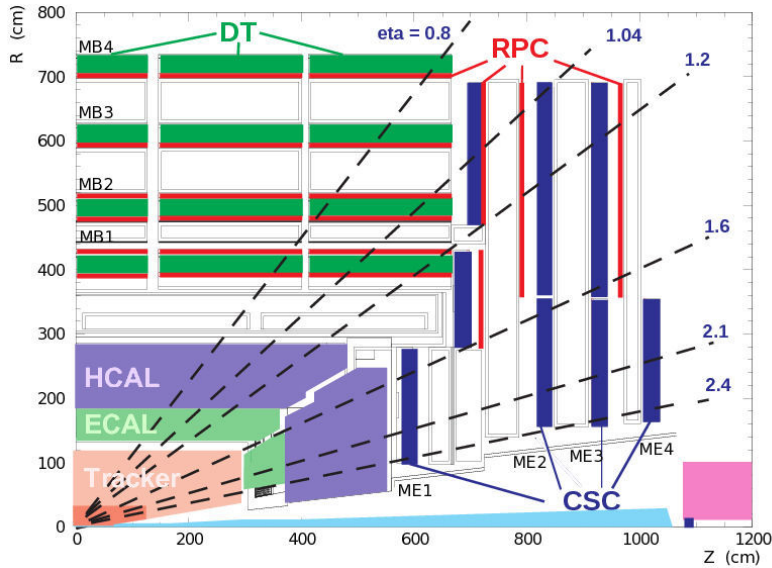 R (cm)
800
700
600
500
400
300
200
100
0
MB4
DT
eta = 0.8
RPC
1.04
1.2
MB3
MB2
MB1
1.6
2.1
2.4
HCAL
ECAL
Tracker
ME1
ME2
ME3
ME4
CSC
0
200
400
600
800
1000
1200
Z (cm)